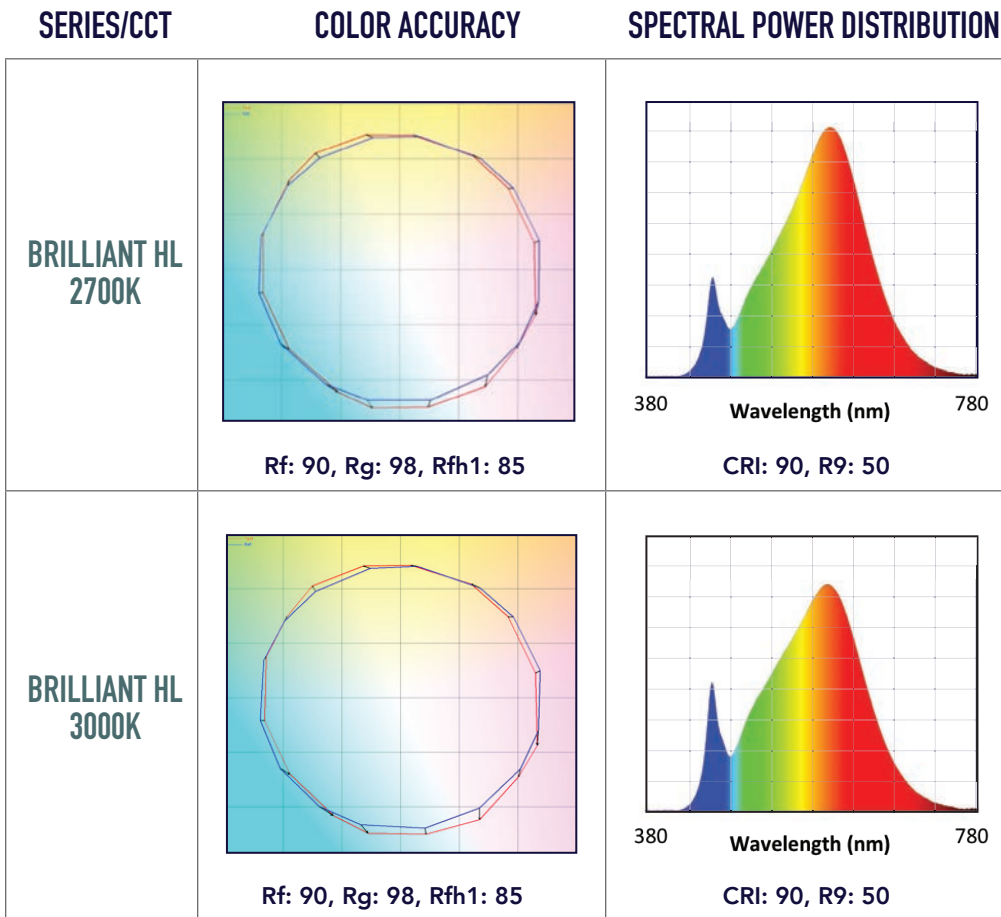 SERIES/CCT
COLOR ACCURACY
SPECTRAL POWER DISTRIBUTION
BRILLIANT HL
2700K
380
Wavelength (nm)
780
Rf: 90, Rg: 98, Rfh1: 85
CRI: 90, R9: 50
BRILLIANT HL
3000K
380
Wavelength (nm)
780
Rf: 90, Rg: 98, Rfh1: 85
CRI: 90, R9: 50